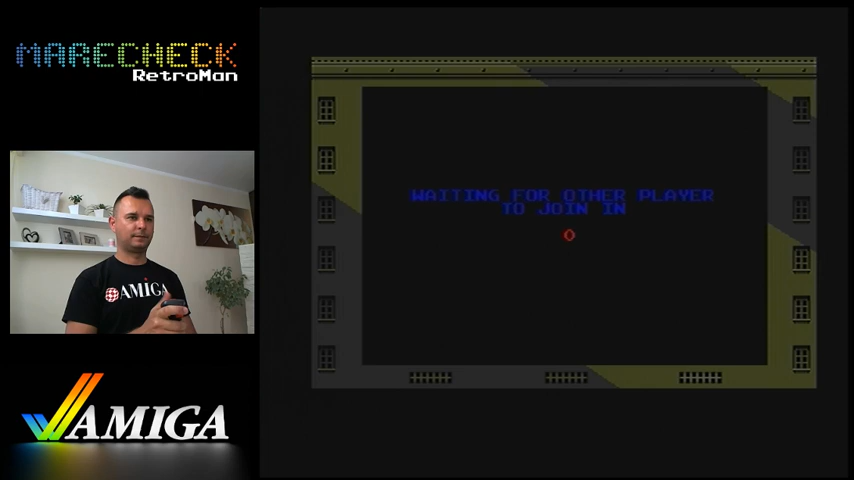 MARECHECK
RetroMan
WAITING FOR OTHER PLAYER
TO JOIN IN
0
AMIGA
AMIGA